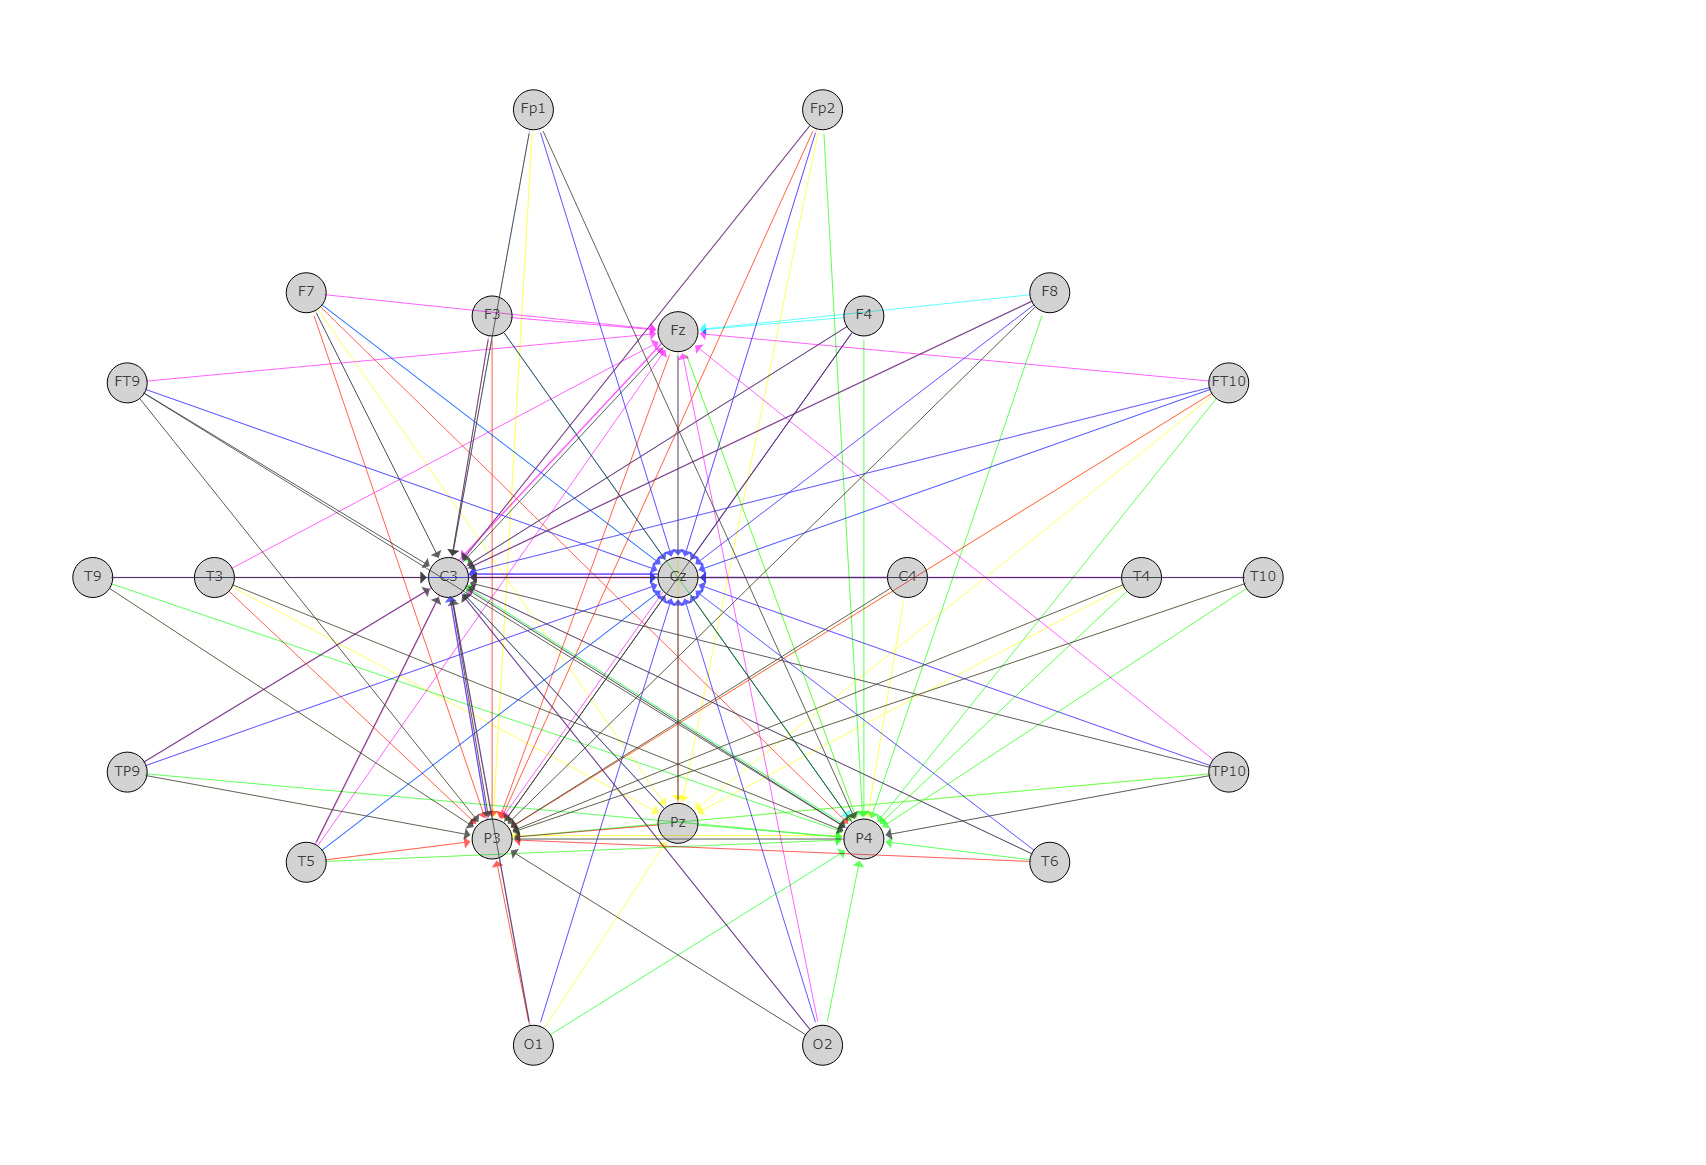 Fp1 Fp2
F7 F3 Fz F4 F8
FT9 FT10
T9 T3 C3 Cz C4 T4 T10
TP9 TP10
T5 P3 Pz P4 T6
O1 O2